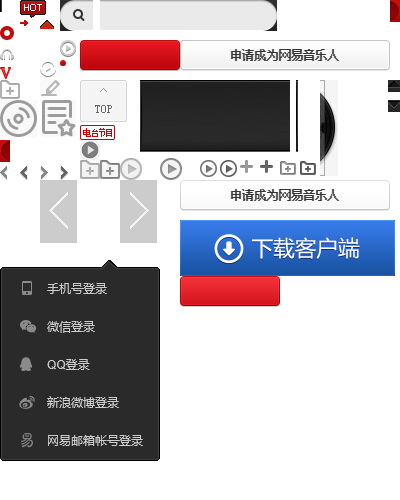 HOT
申请成为网易音乐人
V
TOP
电台节目
申请成为网易音乐人
下载客户端
手机号登录
微信登录
QQ登录
新浪微博登录
网易邮箱帐号登录